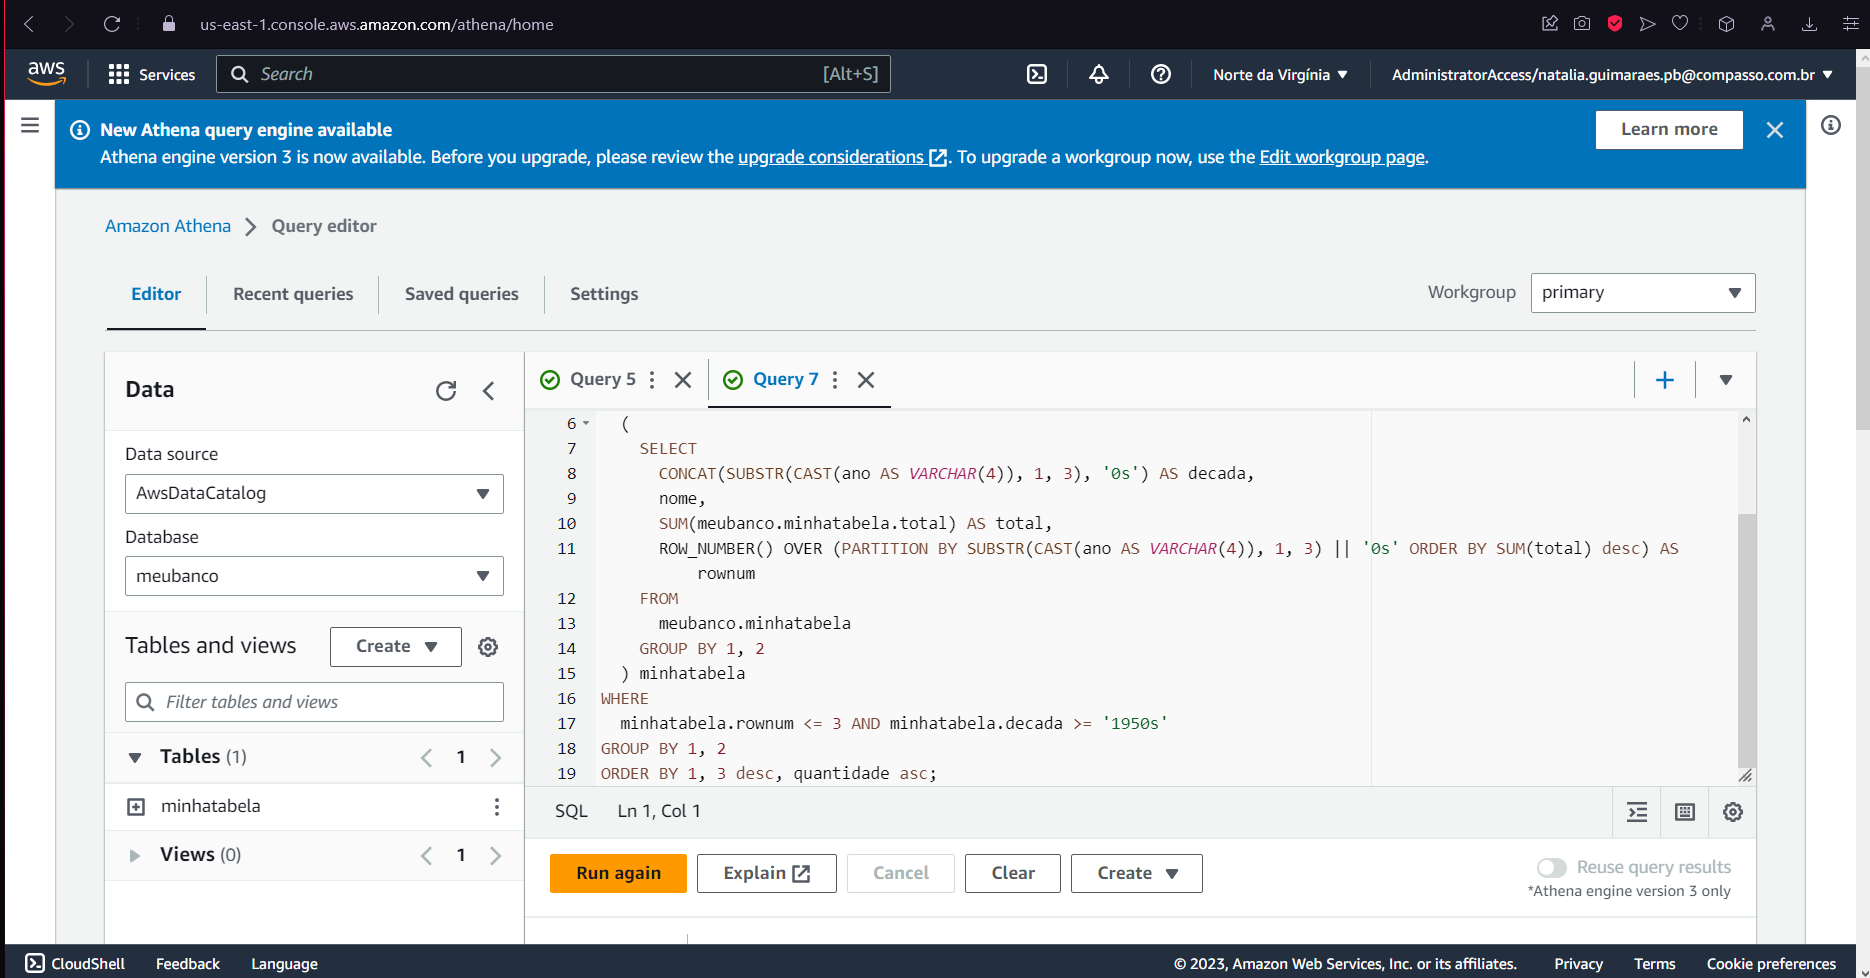 us-east-1.console.aws.amazon.com/athena/home
aws
Services
Search
[Alt+S]
Norte da Virgínia
AdministratorAccess/natalia.guimaraes.pb@compasso.com.br
New Athena query engine available
Athena engine version 3 is now available. Before you upgrade, please review the upgrade considerations. To upgrade a workgroup now, use the Edit workgroup page.
Learn more
Amazon Athena
Query editor
Editor
Recent queries
Saved queries
Settings
Workgroup
primary
Data
Data source
AwsDataCatalog
Database
meubanco
Tables and views
Create
Filter tables and views
Tables (1)
1
minhatabela
Views (0)
1
Query 5
Query 7
6 (
7 SELECT
8 CONCAT(SUBSTR(CAST(ano AS VARCHAR(4)), 1, 3), '0s') AS decada,
9 nome,
10 SUM(meubanco.minhatabela.total) AS total,
11 ROW_NUMBER() OVER (PARTITION BY SUBSTR(CAST(ano AS VARCHAR(4)), 1, 3) || '0s' ORDER BY SUM(total) desc) AS
rownum
12 FROM
13 meubanco.minhatabela
14 GROUP BY 1, 2
15 ) minhatabela
16 WHERE
17 minhatabela.rownum <= 3 AND minhatabela.decada >= '1950s'
18 GROUP BY 1, 2
19 ORDER BY 1, 3 desc, quantidade asc;
SQL
Ln 1, Col 1
Run again
Explain
Cancel
Clear
Create
Reuse query results
*Athena engine version 3 only
CloudShell
Feedback
Language
© 2023, Amazon Web Services, Inc. or its affiliates.
Privacy
Terms
Cookie preferences